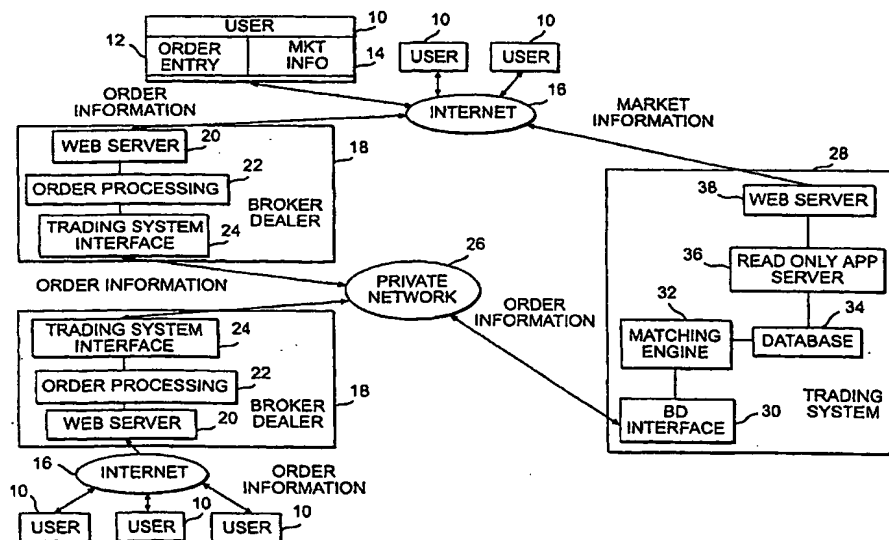 USER 10
12 ORDER ENTRY MKT INFO 14
10 USER
10 USER
ORDER INFORMATION
INTERNET 16
MARKET INFORMATION
WEB SERVER 20
18
ORDER PROCESSING 22
BROKER DEALER
TRADING SYSTEM INTERFACE 24
28
38 WEB SERVER
36 READ ONLY APP SERVER
34
32
MATCHING ENGINE
DATABASE
TRADING SYSTEM
BD INTERFACE 30
ORDER INFORMATION
26
PRIVATE NETWORK
ORDER INFORMATION
TRADING SYSTEM INTERFACE 24
ORDER PROCESSING 22
BROKER DEALER
18
WEB SERVER 20
16 INTERNET
ORDER INFORMATION
10 USER
USER 10
USER 10